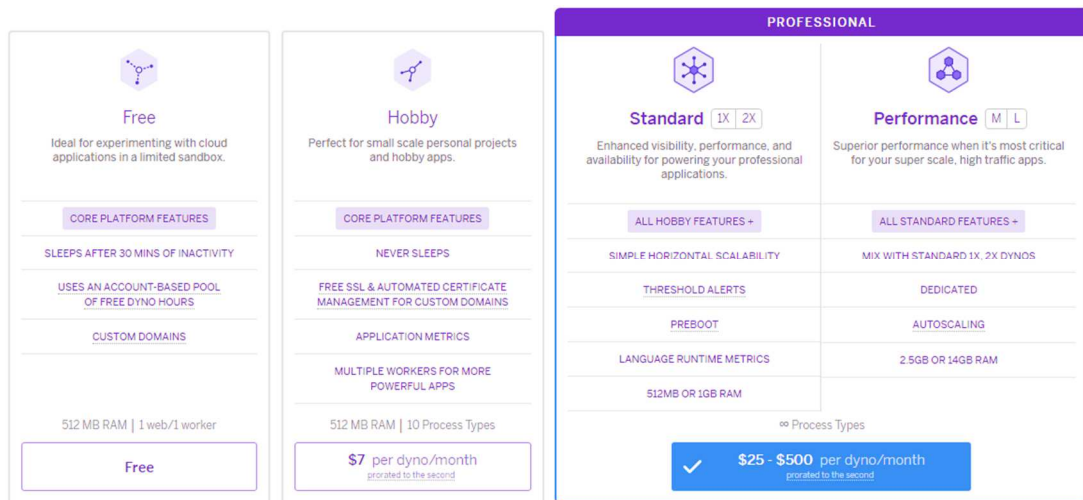 PROFESSIONAL
Free
Ideal for experimenting with cloud
applications in a limited sandbox.
CORE PLATFORM FEATURES
SLEEPS AFTER 30 MINS OF INACTIVITY
USES AN ACCOUNT-BASED POOL
OF FREE DYNO HOURS
CUSTOM DOMAINS
512 MB RAM | 1 web/1 worker
Free
Hobby
Perfect for small scale personal projects
and hobby apps.
CORE PLATFORM FEATURES
NEVER SLEEPS
FREE SSL & AUTOMATED CERTIFICATE
MANAGEMENT FOR CUSTOM DOMAINS
APPLICATION METRICS
MULTIPLE WORKERS FOR MORE
POWERFUL APPS
512 MB RAM | 10 Process Types
$7 per dyno/month
prorated to the second
Standard 1X 2X
Enhanced visibility, performance, and
availability for powering your professional
applications.
ALL HOBBY FEATURES +
SIMPLE HORIZONTAL SCALABILITY
THRESHOLD ALERTS
PREBOOT
LANGUAGE RUNTIME METRICS
512MB OR 1GB RAM
Performance M L
Superior performance when it's most critical
for your super scale, high traffic apps.
ALL STANDARD FEATURES +
MIX WITH STANDARD 1X, 2X DYNOS
DEDICATED
AUTOSCALING
2.5GB OR 14GB RAM
∞ Process Types
$25 - $500 per dyno/month
prorated to the second